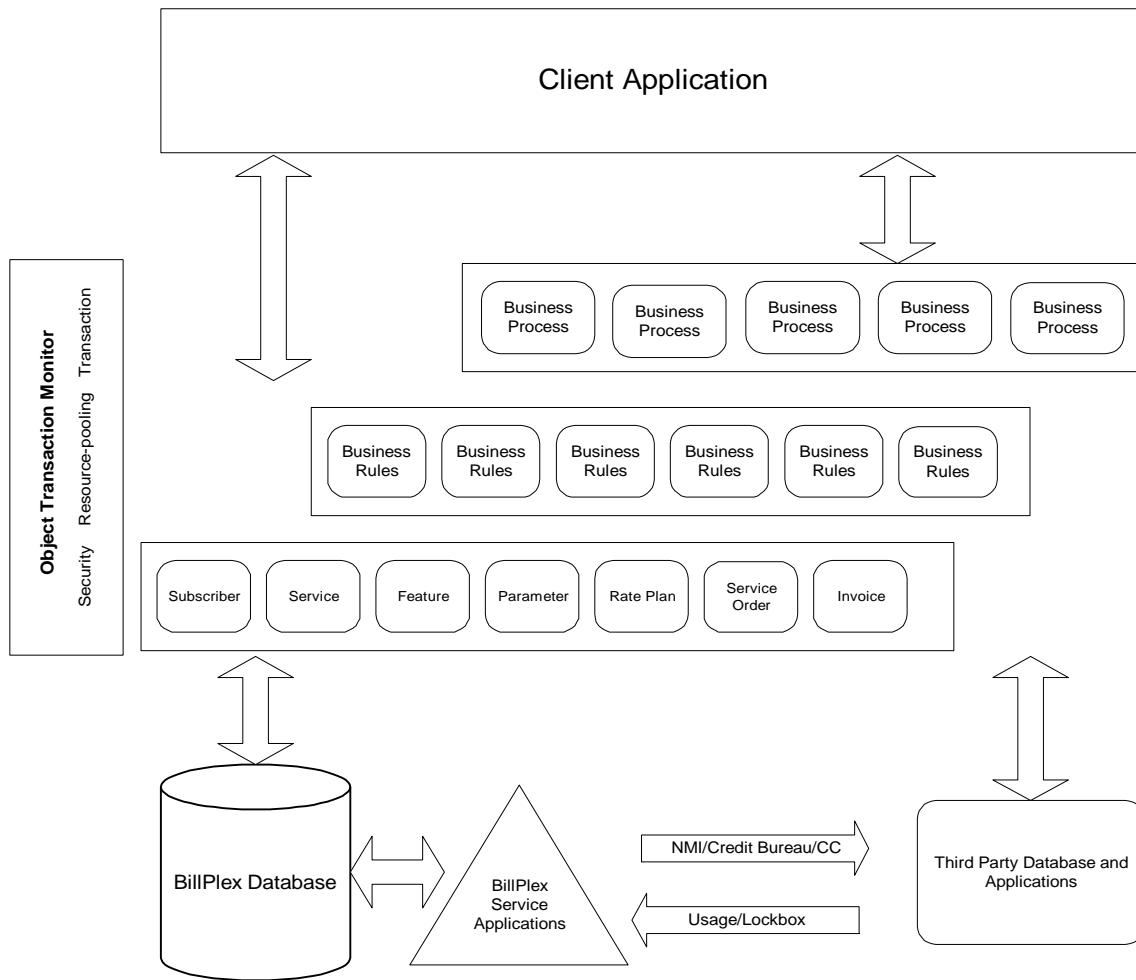 Client Application
Object Transaction Monitor
Security Resource-pooling Transaction
Business
Process
Business
Process
Business
Process
Business
Process
Business
Process
Business
Rules
Business
Rules
Business
Rules
Business
Rules
Business
Rules
Business
Rules
Subscriber
Service
Feature
Parameter
Rate Plan
Service
Order
Invoice
BillPlex Database
BillPlex
Service
Applications
NMI/Credit Bureau/CC
Usage/Lockbox
Third Party Database and
Applications